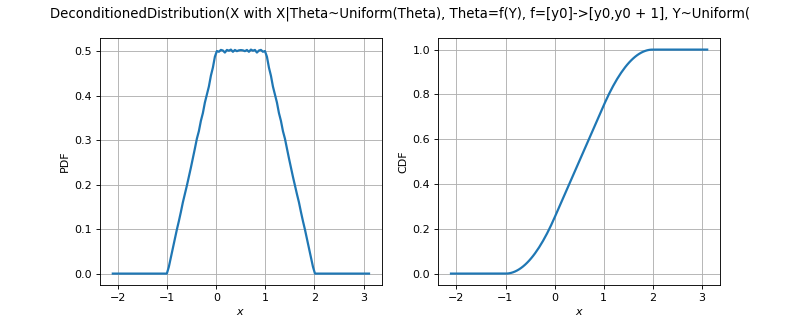 DeconditionedDistribution(X with X|Theta~Uniform(Theta), Theta=f(Y), f=[y0]->[y0,y0 + 1], Y~Uniform(
0.5
0.4
0.3
0.2
0.1
0.0
PDF
−2 −1 0 1 2 3
x
1.0
0.8
0.6
0.4
0.2
0.0
CDF
−2 −1 0 1 2 3
x